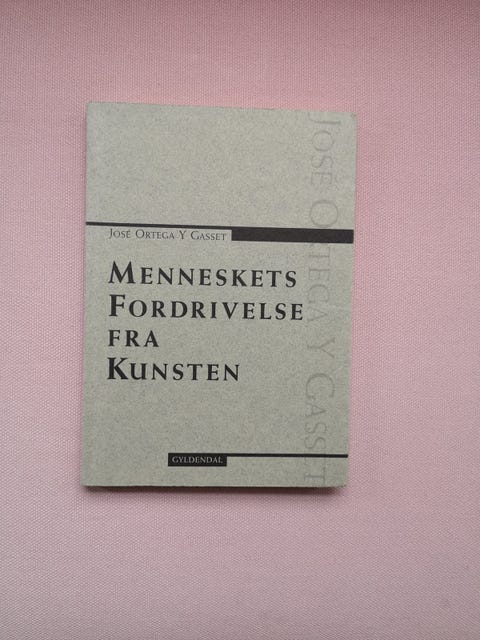 JOSÉ ORTEGA Y GASSET
MENNESKETS
FORDRIVELSE
FRA
KUNSTEN
GYLDENDAL
JOSÉ ORTEGA Y GASSET